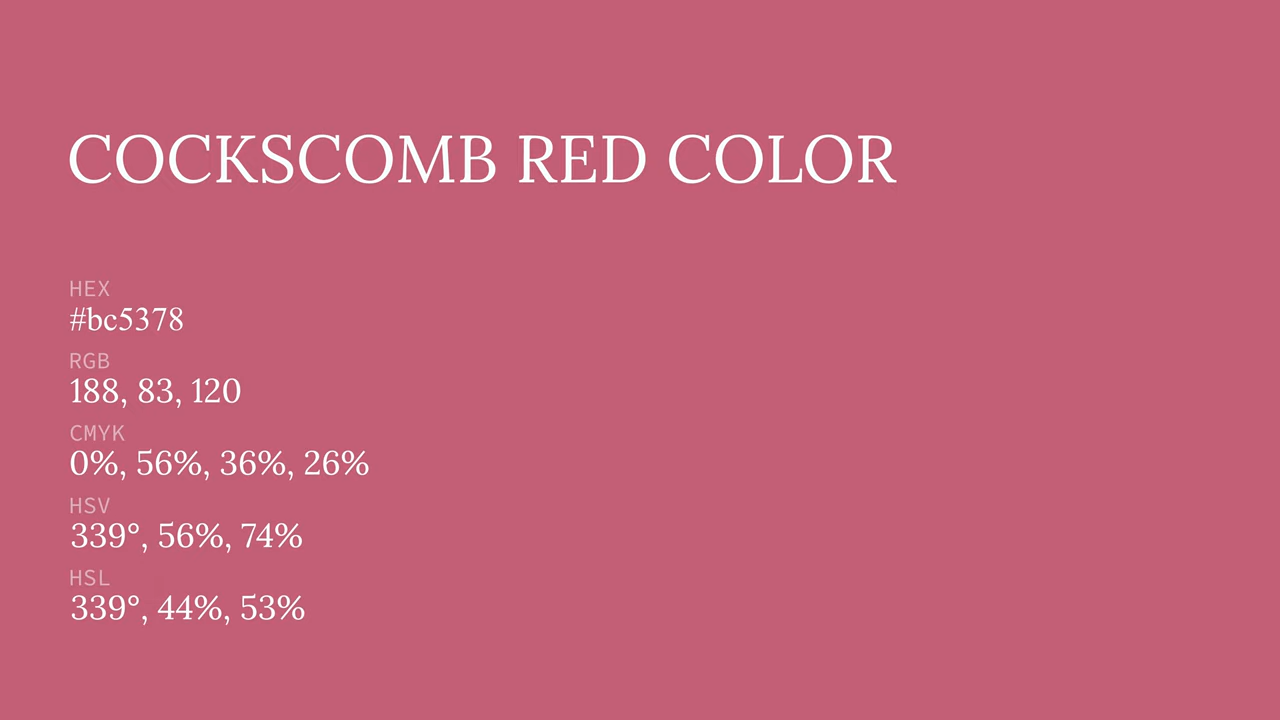 COCKSCOMB RED COLOR
HEX
#bc5378
RGB
188, 83, 120
CMYK
0%, 56%, 36%, 26%
HSV
339°, 56%, 74%
HSL
339°, 44%, 53%